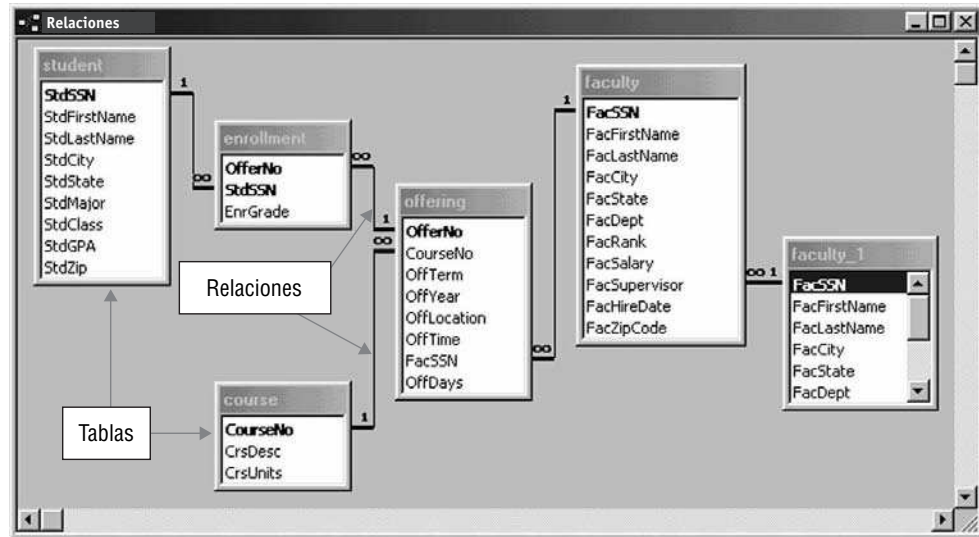 Relaciones
student
StdSSN
StdFirstName
StdLastName
StdCity
StdState
StdMajor
StdClass
StdGPA
StdZip
1
∞
enrollment
OfferNo
StdSSN
EnrGrade
∞
1
∞
offering
OfferNo
CourseNo
OffTerm
OffYear
OffLocation
OffTime
FacSSN
OffDays
1
∞
faculty
FacSSN
FacFirstName
FacLastName
FacCity
FacState
FacDept
FacRank
FacSalary
FacSupervisor
FacHireDate
FacZipCode
∞ 1
faculty_1
FacSSN
FacFirstName
FacLastName
FacCity
FacState
FacDept
Relaciones
course
CourseNo
CrsDesc
CrsUnits
1
Tablas